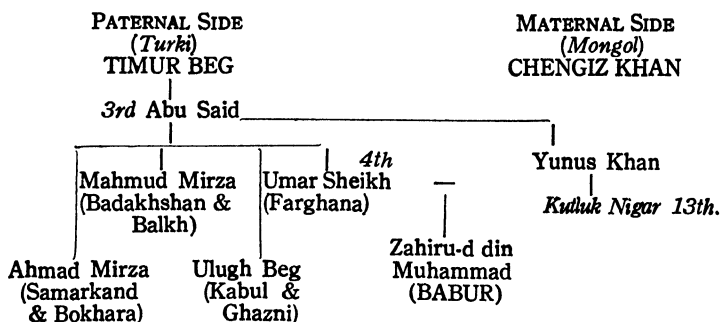 PATERNAL SIDE
(Turki)
TIMUR BEG
MATERNAL SIDE
(Mongol)
CHENGIZ KHAN
3rd Abu Said
Mahmud Mirza
(Badakhshan &
Balkh)
4th
Umar Sheikh
(Farghana)
Yunus Khan
Kutluk Nigar 13th.
Ahmad Mirza
(Samarkand
& Bokhara)
Ulugh Beg
(Kabul &
Ghazni)
Zahiru-d din
Muhammad
(BABUR)